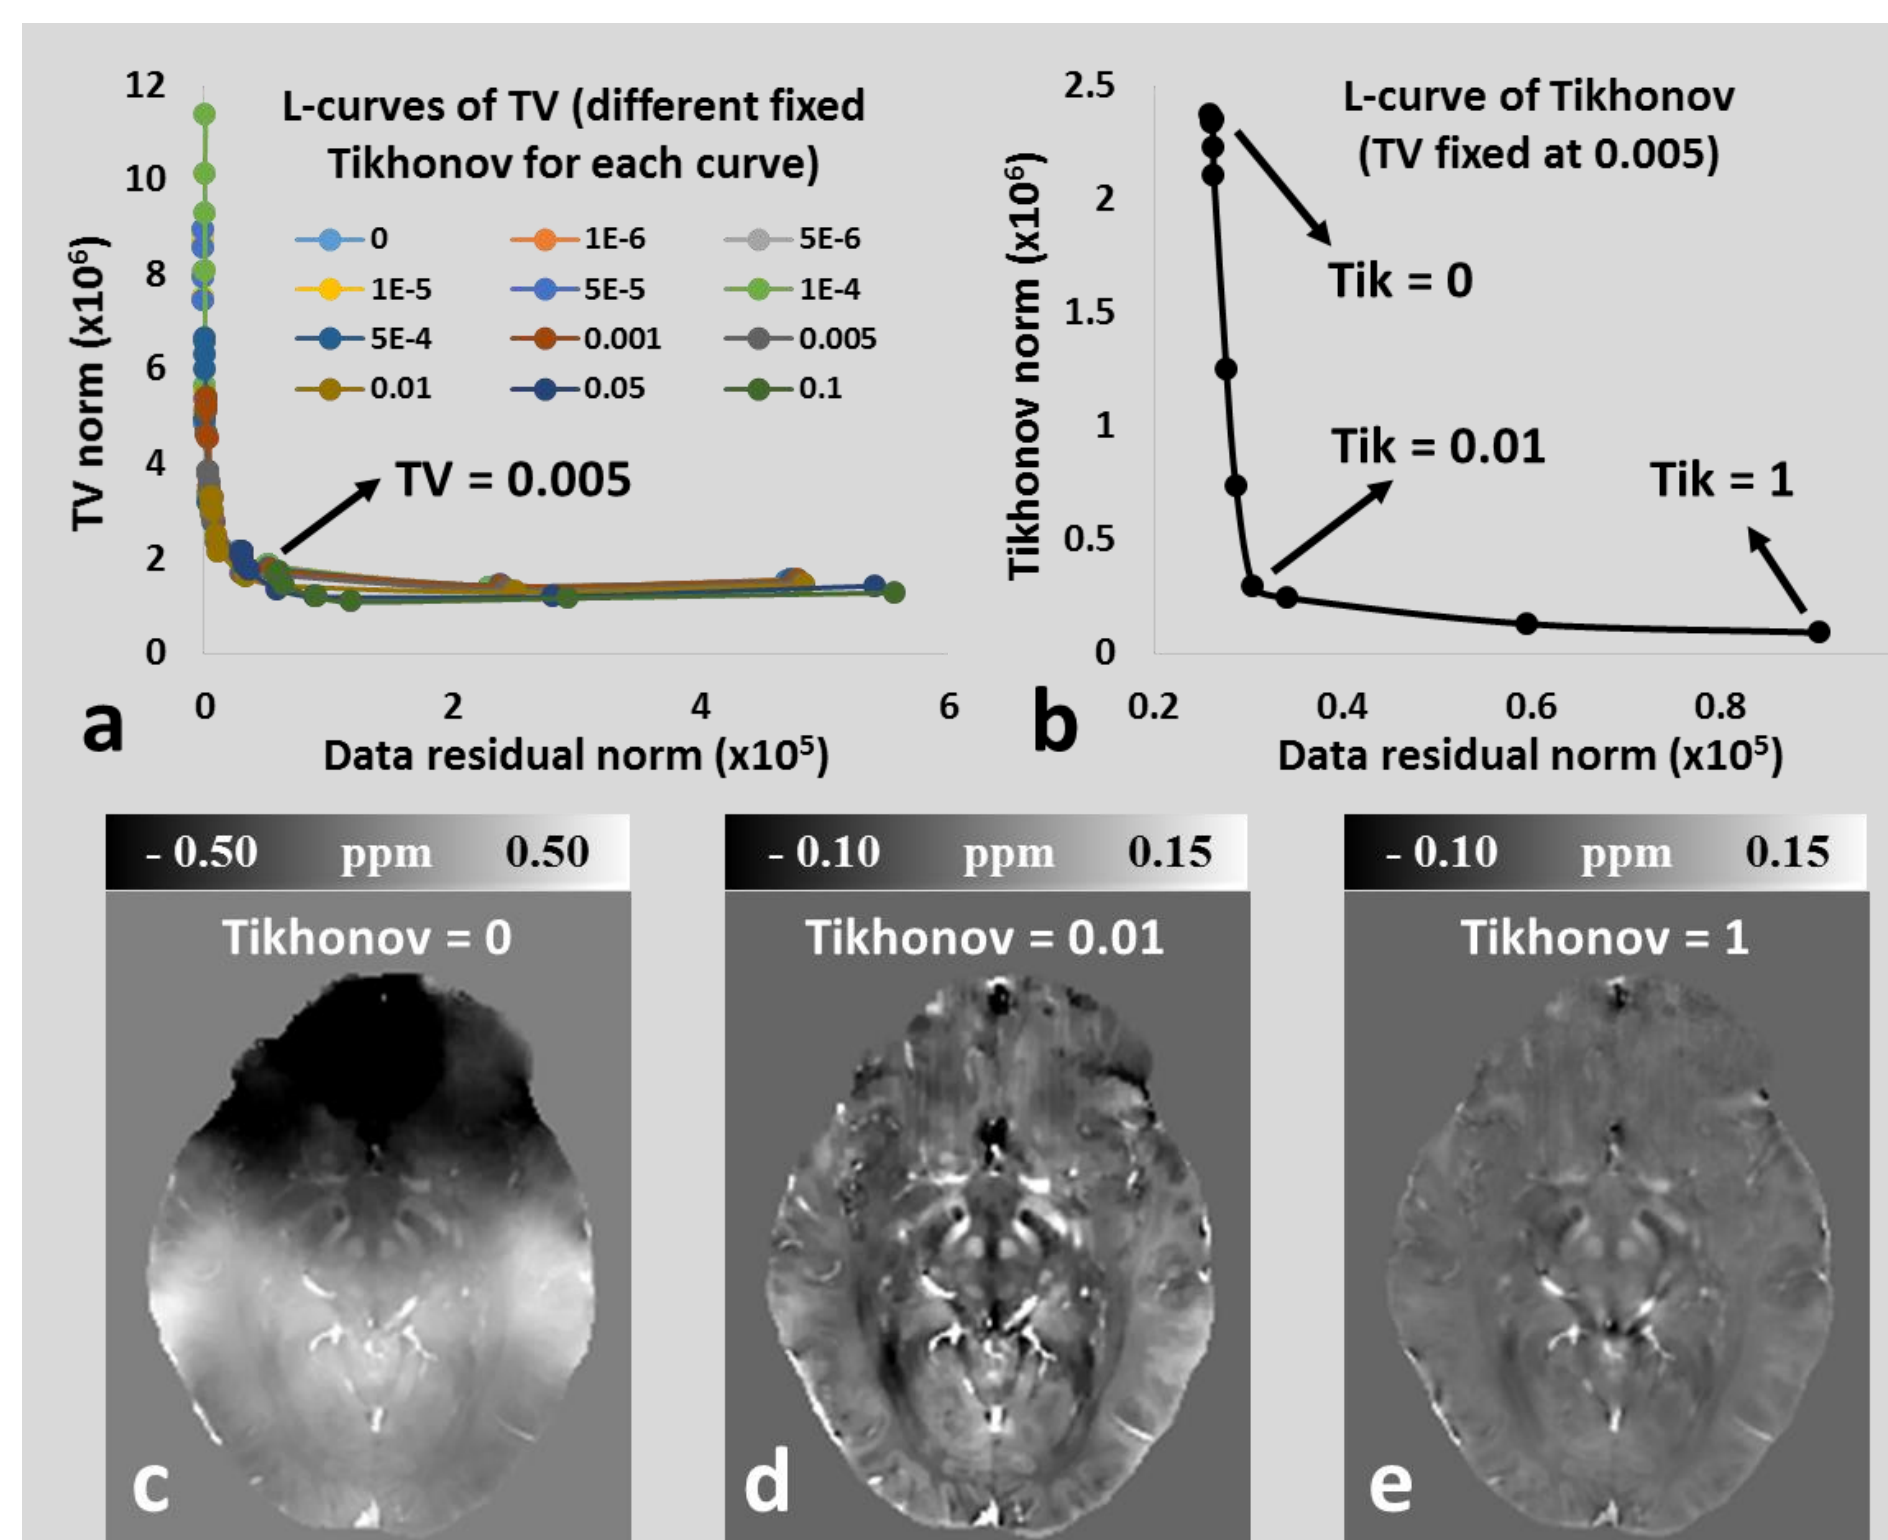 L-curves of TV (different fixed
Tikhonov for each curve)
TV norm (x10⁶)
12
10
8
6
4
2
0
0 1E-6 5E-6
1E-5 5E-5 1E-4
5E-4 0.001 0.005
0.01 0.05 0.1
TV = 0.005
0 2 4 6
Data residual norm (x10⁵)
a
L-curve of Tikhonov
(TV fixed at 0.005)
Tikhonov norm (x10⁶)
2.5
2
1.5
1
0.5
0
Tik = 0
Tik = 0.01
Tik = 1
0.2 0.4 0.6 0.8
Data residual norm (x10⁵)
b
- 0.50 ppm 0.50
Tikhonov = 0
c
- 0.10 ppm 0.15
Tikhonov = 0.01
d
- 0.10 ppm 0.15
Tikhonov = 1
e